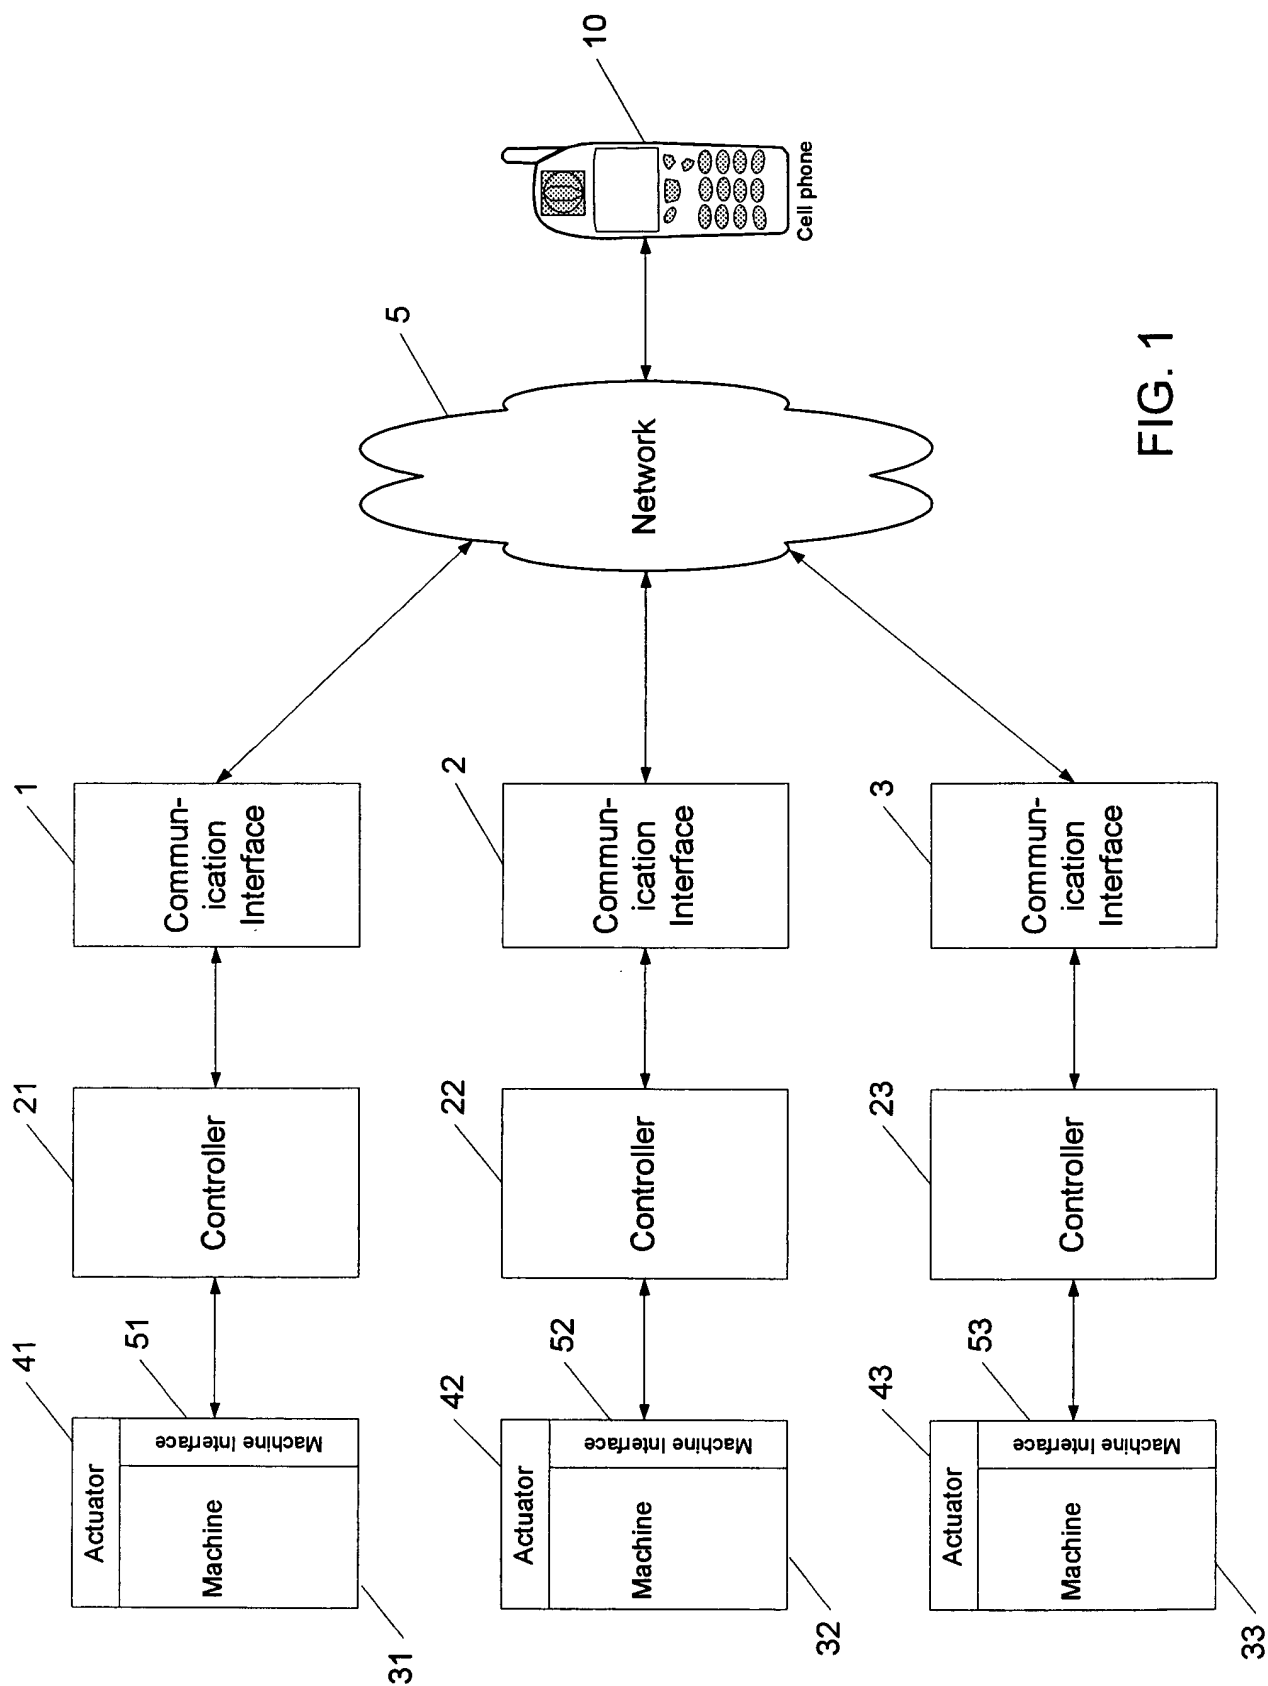 41
Actuator
51
Machine Interface
Machine
31
21
Controller
1
Commun-
ication
Interface
42
Actuator
52
Machine Interface
Machine
32
22
Controller
2
Commun-
ication
Interface
43
Actuator
53
Machine Interface
Machine
33
23
Controller
3
Commun-
ication
Interface
5
Network
10
Cell phone
FIG. 1